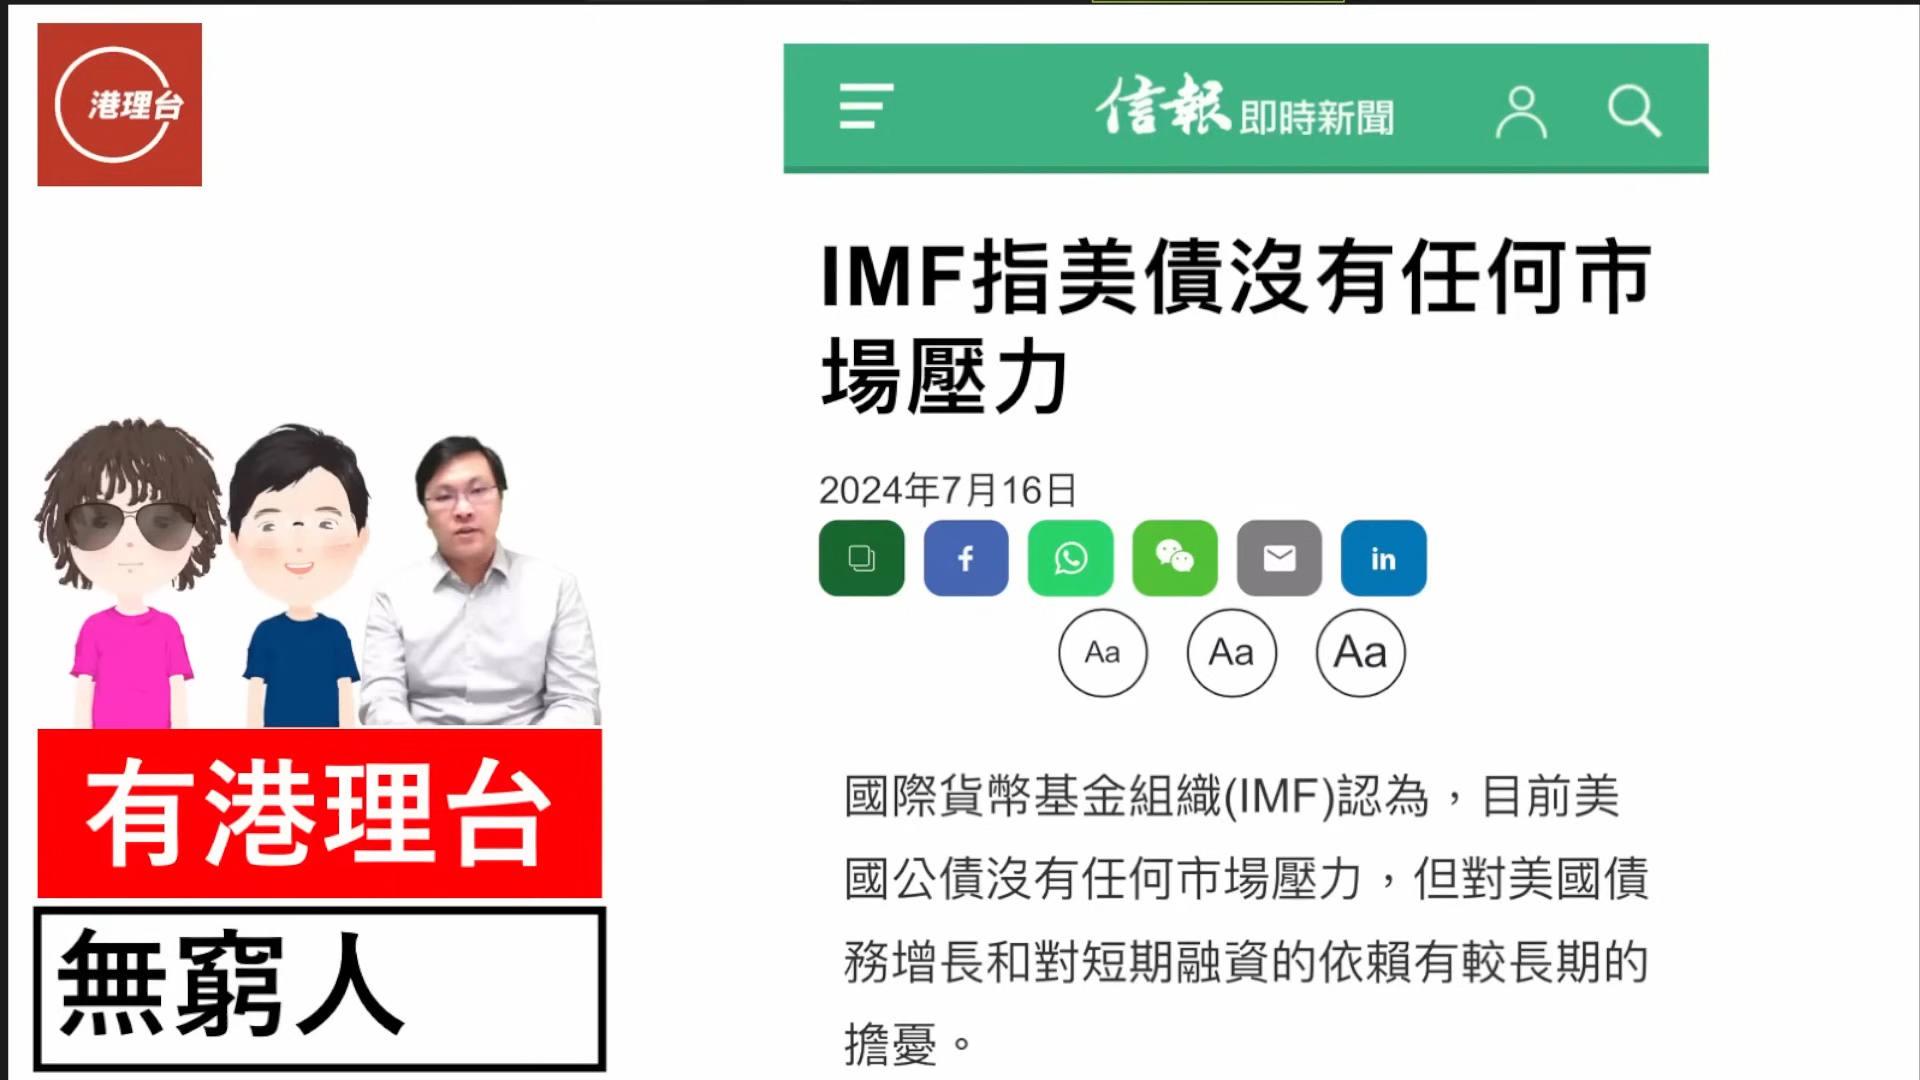 港理台
信報即時新聞
IMF指美債沒有任何市
場壓力
2024年7月16日
f
in
Aa Aa Aa
國際貨幣基金組織(IMF)認為，目前美
國公債沒有任何市場壓力，但對美國債
務增長和對短期融資的依賴有較長期的
擔憂。
有港理台
無窮人